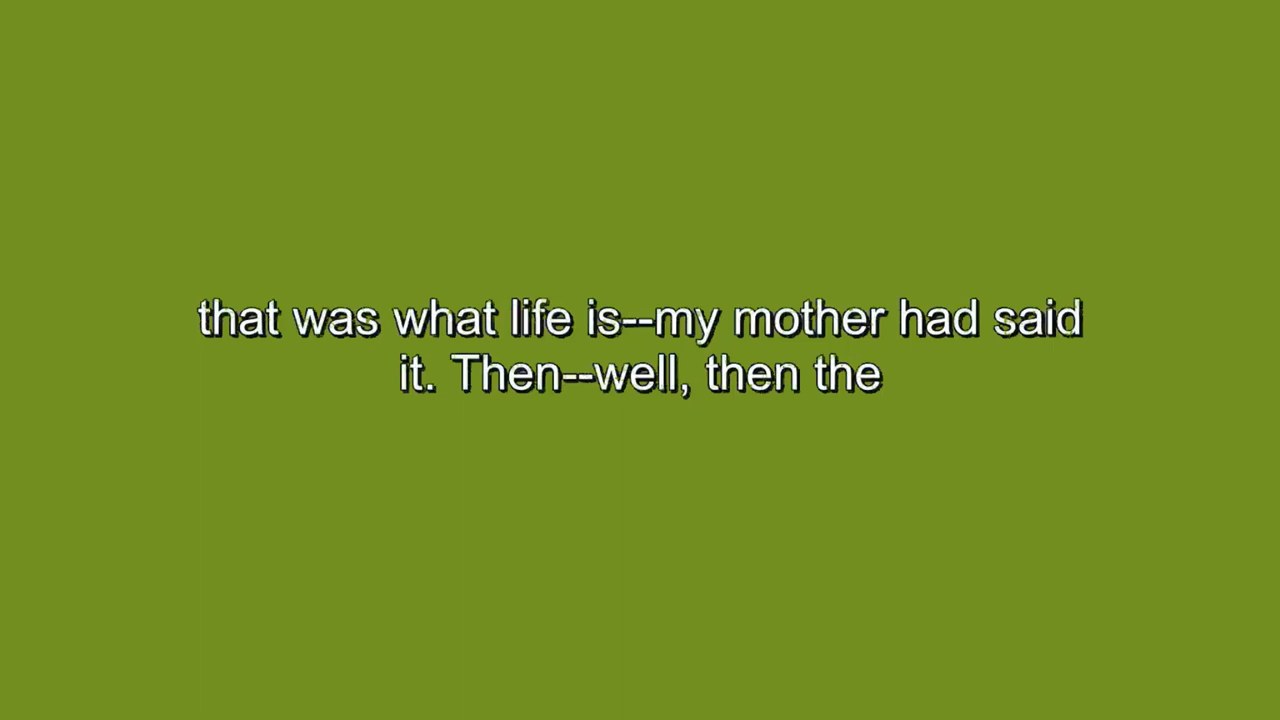 that was what life is--my mother had said
it. Then--well, then the